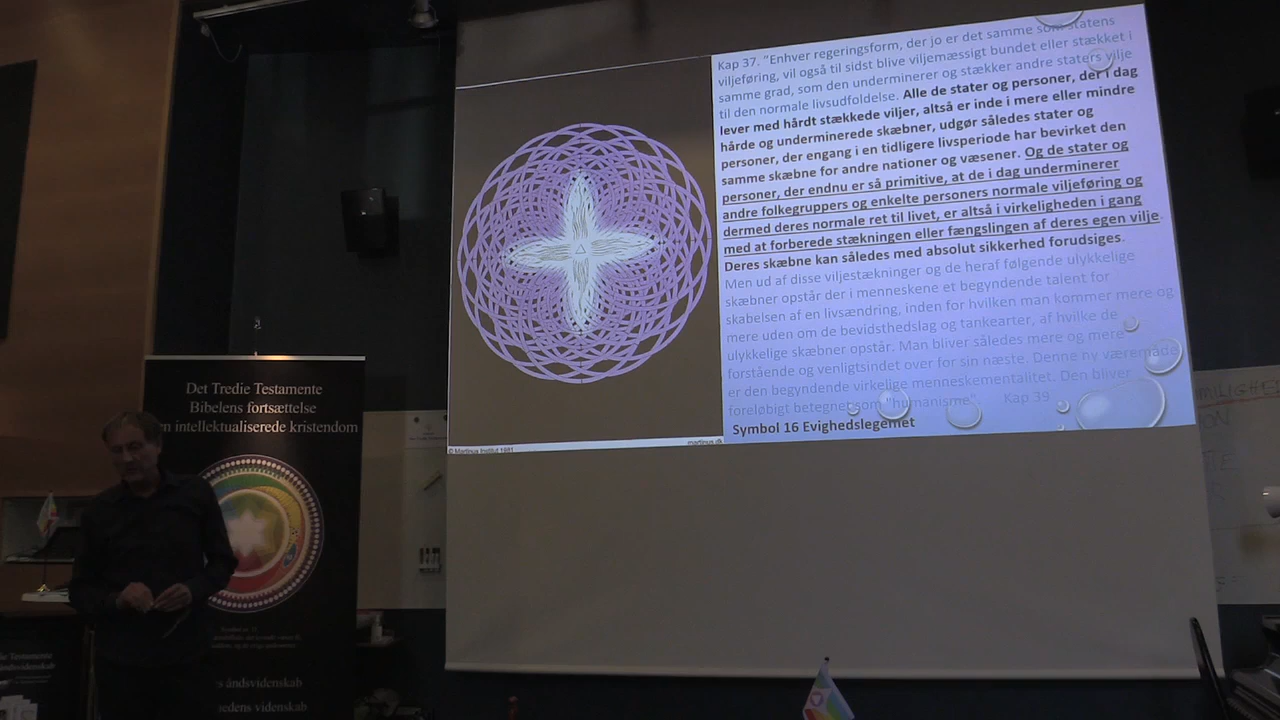 Kap 37. "Enhver regeringsform, der jo er det samme som statens
viljeføring, vil også til sidst blive viljemæssigt bundet eller stækket i
samme grad, som den underminerer og stækker andre staters vilje
til den normale livsudfoldelse. Alle de stater og personer, der i dag
lever med hårdt stækkede viljer, altså er inde i mere eller mindre
hårde og underminerede skæbner, udgør således stater og
personer, der engang i en tidligere livsperiode har bevirket den
samme skæbne for andre nationer og væsener. Og de stater og
personer, der endnu er så primitive, at de i dag underminerer
andre folkegruppers og enkelte personers normale viljeføring og
dermed deres normale ret til livet, er altså i virkeligheden i gang
med at forberede stækningen eller fængslingen af deres egen vilje.
Deres skæbne kan således med absolut sikkerhed forudsiges.
Men ud af disse viljestækninger og de heraf følgende ulykkelige
skæbner opstår der i menneskene et begyndende talent for
skabelsen af en livsændring, inden for hvilken man kommer mere og
mere uden om de bevidsthedslag og tankearter, af hvilke de
ulykkelige skæbner opstår. Man bliver således mere og mere
forstående og venligtsindet over for sin næste. Denne ny væremåde
er den begyndende virkelige menneskementalitet. Den bliver
foreløbigt betegnet som "humanisme". Kap 39
Symbol 16 Evighedslegemet
© Martinus Institut 1981
martinus.dk
Det Tredie Testamente
Bibelens fortsættelse
n intellektualiserede kristendom
s åndsvidenskab
edens videnskab
ie Testamente
åndsvidenskab